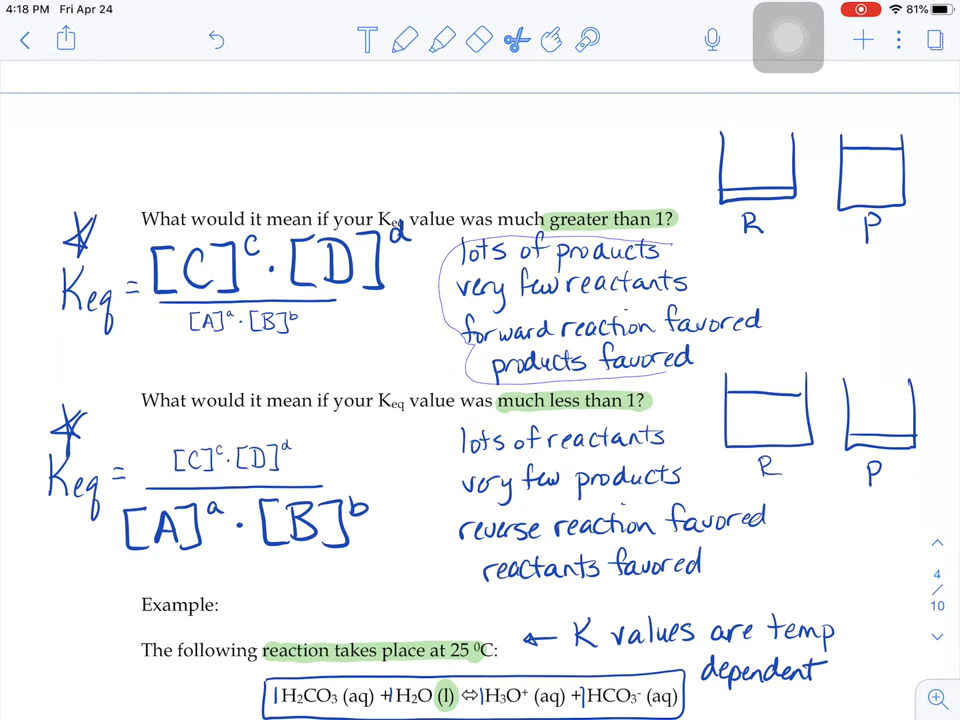 4:18 PM Fri Apr 24
81%
T
What would it mean if your Keq value was much greater than 1?
R
P
Keq = [C]ᶜ · [D]ᵈ
[A]ᵃ · [B]ᵇ
lots of products
very few reactants
forward reaction favored
products favored
What would it mean if your Keq value was much less than 1?
R
P
Keq = [C]ᶜ · [D]ᵈ
[A]ᵃ · [B]ᵇ
lots of reactants
very few products
reverse reaction favored
reactants favored
Example:
The following reaction takes place at 25 ⁰C:
← K values are temp
dependent
1 H₂CO₃ (aq) + 1 H₂O (l) ⇔ 1 H₃O⁺ (aq) + 1 HCO₃⁻ (aq)
4
/
10